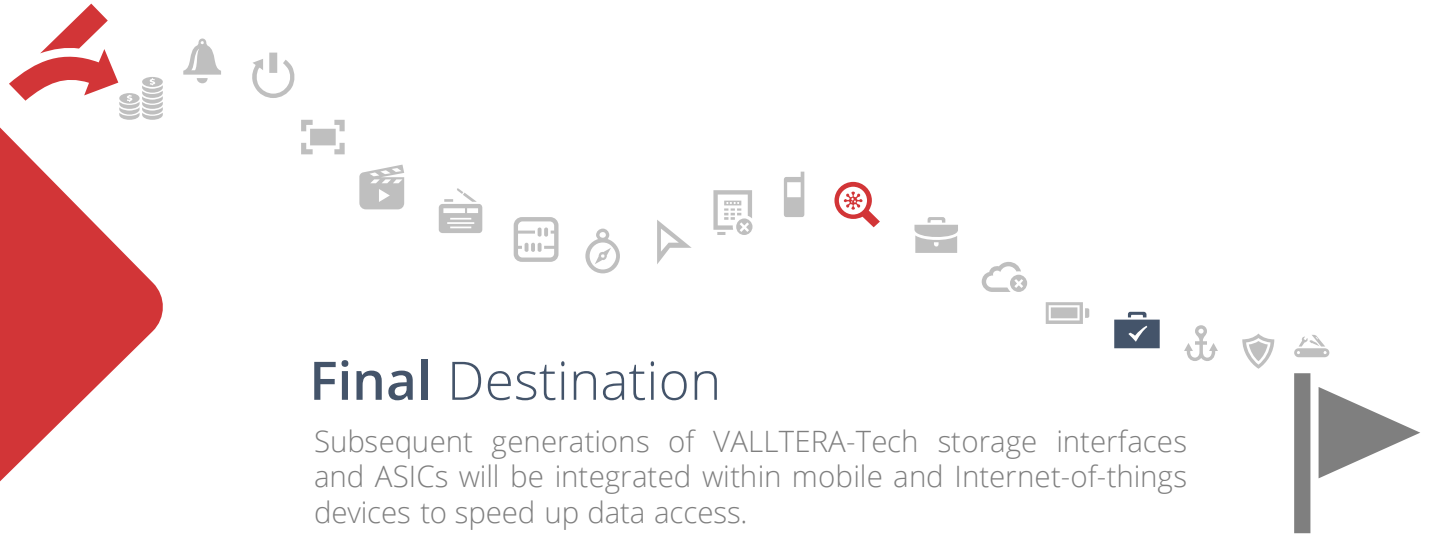 Final Destination
Subsequent generations of VALLTERA-Tech storage interfaces
and ASICs will be integrated within mobile and Internet-of-things
devices to speed up data access.